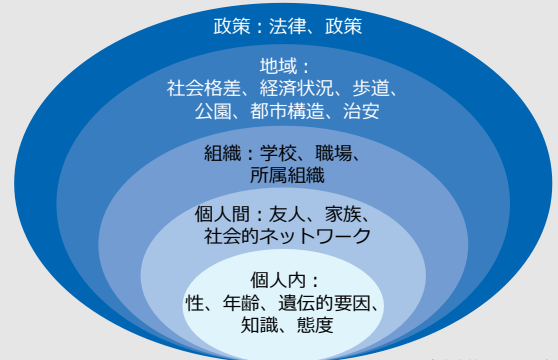 政策：法律、政策
地域：
社会格差、経済状況、歩道、
公園、都市構造、治安
組織：学校、職場、
所属組織
個人間：友人、家族、
社会的ネットワーク
個人内：
性、年齢、遺伝的要因、
知識、態度